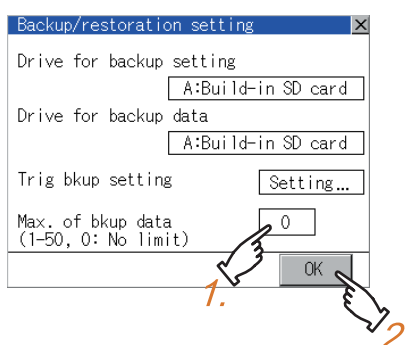 Backup/restoration setting X
Drive for backup setting
A:Build-in SD card
Drive for backup data
A:Build-in SD card
Trig bkup setting Setting...
Max. of bkup data 0
(1-50, 0: No limit)
OK
1.
2